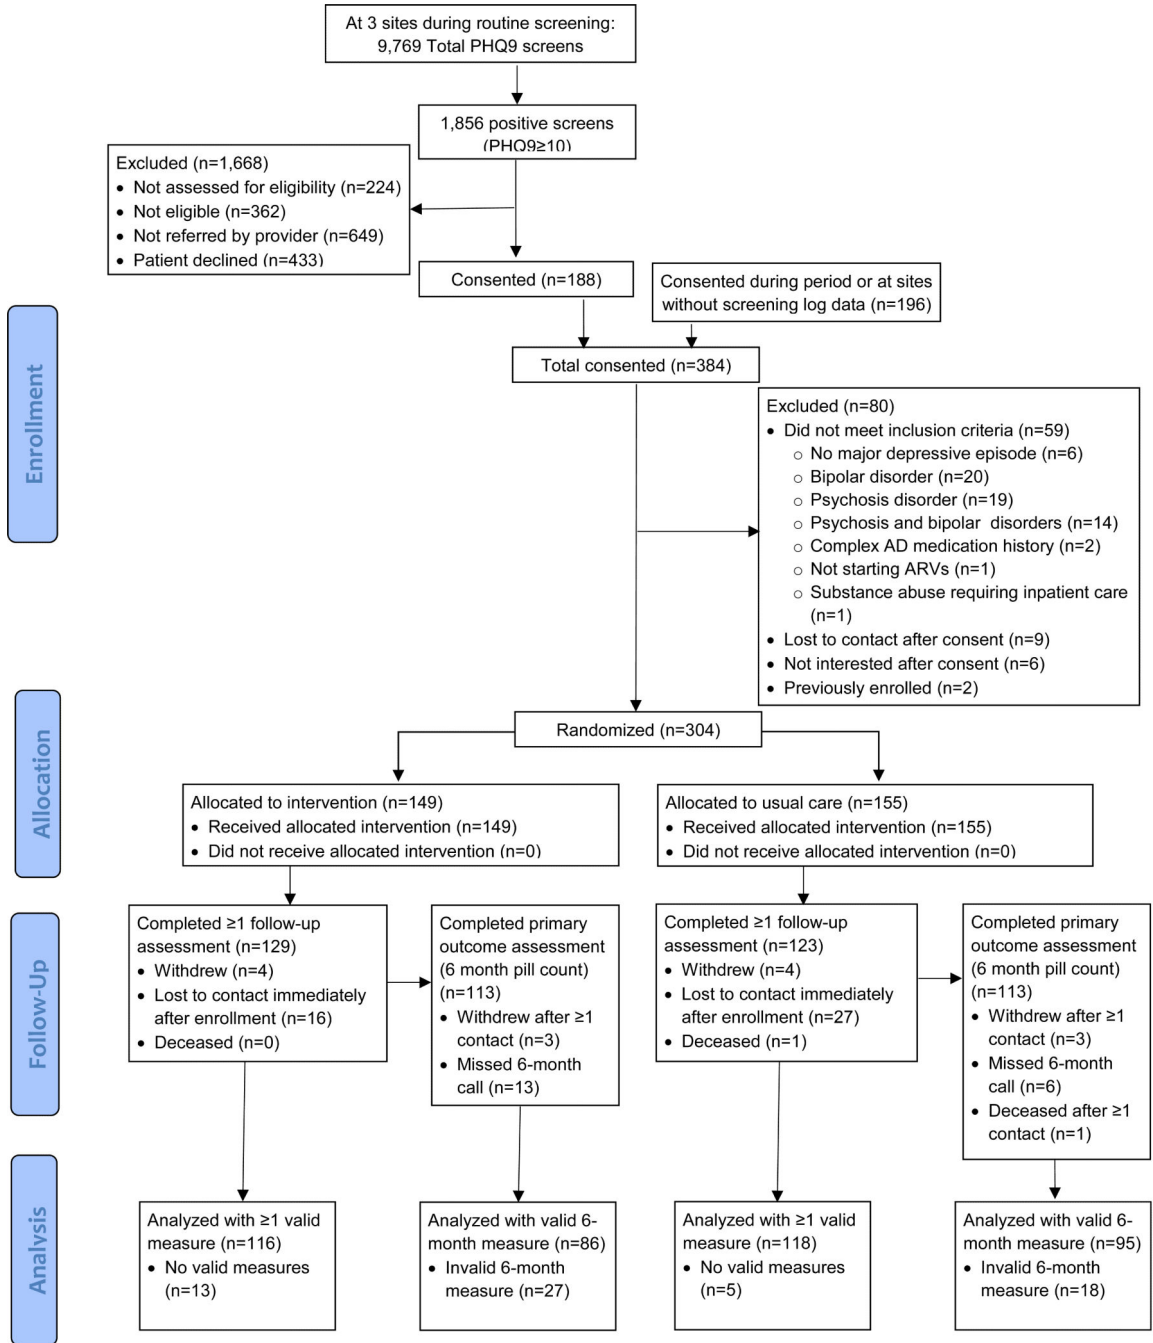 At 3 sites during routine screening:
9,769 Total PHQ9 screens
1,856 positive screens
(PHQ9≥10)
Excluded (n=1,668)
• Not assessed for eligibility (n=224)
• Not eligible (n=362)
• Not referred by provider (n=649)
• Patient declined (n=433)
Consented (n=188)
Consented during period or at sites
without screening log data (n=196)
Enrollment
Total consented (n=384)
Excluded (n=80)
• Did not meet inclusion criteria (n=59)
○ No major depressive episode (n=6)
○ Bipolar disorder (n=20)
○ Psychosis disorder (n=19)
○ Psychosis and bipolar disorders (n=14)
○ Complex AD medication history (n=2)
○ Not starting ARVs (n=1)
○ Substance abuse requiring inpatient care
(n=1)
• Lost to contact after consent (n=9)
• Not interested after consent (n=6)
• Previously enrolled (n=2)
Allocation
Randomized (n=304)
Allocated to intervention (n=149)
• Received allocated intervention (n=149)
• Did not receive allocated intervention (n=0)
Allocated to usual care (n=155)
• Received allocated intervention (n=155)
• Did not receive allocated intervention (n=0)
Follow-Up
Completed ≥1 follow-up
assessment (n=129)
• Withdrew (n=4)
• Lost to contact immediately
after enrollment (n=16)
• Deceased (n=0)
Completed primary
outcome assessment
(6 month pill count)
(n=113)
• Withdrew after ≥1
contact (n=3)
• Missed 6-month
call (n=13)
Completed ≥1 follow-up
assessment (n=123)
• Withdrew (n=4)
• Lost to contact immediately
after enrollment (n=27)
• Deceased (n=1)
Completed primary
outcome assessment
(6 month pill count)
(n=113)
• Withdrew after ≥1
contact (n=3)
• Missed 6-month
call (n=6)
• Deceased after ≥1
contact (n=1)
Analysis
Analyzed with ≥1 valid
measure (n=116)
• No valid measures
(n=13)
Analyzed with valid 6-
month measure (n=86)
• Invalid 6-month
measure (n=27)
Analyzed with ≥1 valid
measure (n=118)
• No valid measures
(n=5)
Analyzed with valid 6-
month measure (n=95)
• Invalid 6-month
measure (n=18)